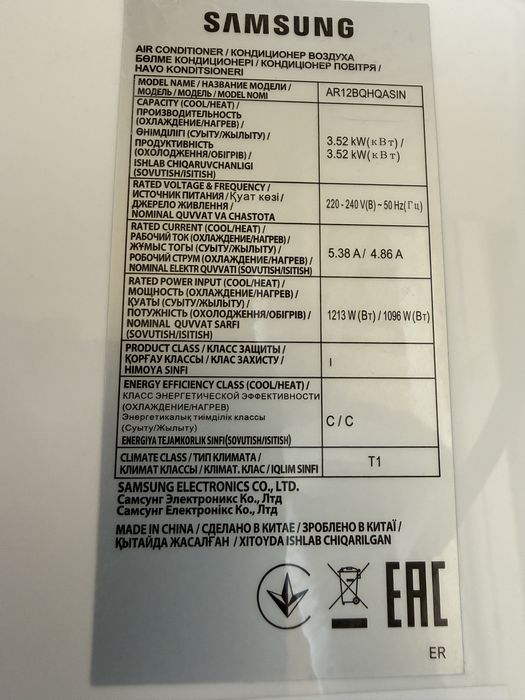 SAMSUNG
AIR CONDITIONER / КОНДИЦИОНЕР ВОЗДУХА
БӨЛМЕ КОНДИЦИОНЕРІ / КОНДИЦІОНЕР ПОВІТРЯ /
HAVO KONDITSIONERI
MODEL NAME / НАЗВАНИЕ МОДЕЛИ /
МОДЕЛЬ / МОДЕЛЬ / MODEL NOMI
AR12BQHQASIN
CAPACITY (COOL/HEAT) /
ПРОИЗВОДИТЕЛЬНОСТЬ
(ОХЛАЖДЕНИЕ/НАГРЕВ) /
ӨНІМДІЛІГІ (СУЫТУ/ЖЫЛЫТУ) /
ПРОДУКТИВНІСТЬ
(ОХОЛОДЖЕННЯ/ОБІГРІВ) /
ISHLAB CHIQARUVCHANLIGI
(SOVUTISH/ISITISH)
3.52 kW(кВт) /
3.52 kW(кВт)
RATED VOLTAGE & FREQUENCY /
ИСТОЧНИК ПИТАНИЯ / Қуат көзі /
ДЖЕРЕЛО ЖИВЛЕННЯ /
NOMINAL QUVVAT VA CHASTOTA
220 - 240 V(В) ~ 50 Hz(Гц)
RATED CURRENT (COOL/HEAT) /
РАБОЧИЙ ТОК (ОХЛАЖДЕНИЕ/НАГРЕВ) /
ЖҰМЫС ТОГЫ (СУЫТУ/ЖЫЛЫТУ) /
РОБОЧИЙ СТРУМ (ОХОЛОДЖЕННЯ/ОБІГРІВ) /
NOMINAL ELEKTR QUVVATI (SOVUTISH/ISITISH)
5.38 A / 4.86 A
RATED POWER INPUT (COOL/HEAT) /
МОЩНОСТЬ (ОХЛАЖДЕНИЕ/НАГРЕВ) /
ҚУАТЫ (СУЫТУ/ЖЫЛЫТУ) /
ПОТУЖНІСТЬ (ОХОЛОДЖЕННЯ/ОБІГРІВ) /
NOMINAL QUVVAT SARFI
(SOVUTISH/ISITISH)
1213 W (Вт) / 1096 W(Вт)
PRODUCT CLASS / КЛАСС ЗАЩИТЫ /
ҚОРҒАУ КЛАССЫ / КЛАС ЗАХИСТУ /
HIMOYA SINFI
I
ENERGY EFFICIENCY CLASS (COOL/HEAT) /
КЛАСС ЭНЕРГЕТИЧЕСКОЙ ЭФФЕКТИВНОСТИ
(ОХЛАЖДЕНИЕ/НАГРЕВ)
Энергетикалық тиімділік классы
(Суыту/Жылыту)
ENERGIYA TEJAMKORLIK SINFI(SOVUTISH/ISITISH)
C / C
CLIMATE CLASS / ТИП КЛИМАТА /
КЛИМАТ КЛАССЫ / КЛІМАТ. КЛАС / IQLIM SINFI
T1
SAMSUNG ELECTRONICS CO., LTD.
Самсунг Электроникс Ко., Лтд
Самсунг Електронікс Ко., Лтд
MADE IN CHINA / СДЕЛАНО В КИТАЕ / ЗРОБЛЕНО В КИТАЇ /
ҚЫТАЙДА ЖАСАЛҒАН / XITOYDA ISHLAB CHIQARILGAN
EAC
ER